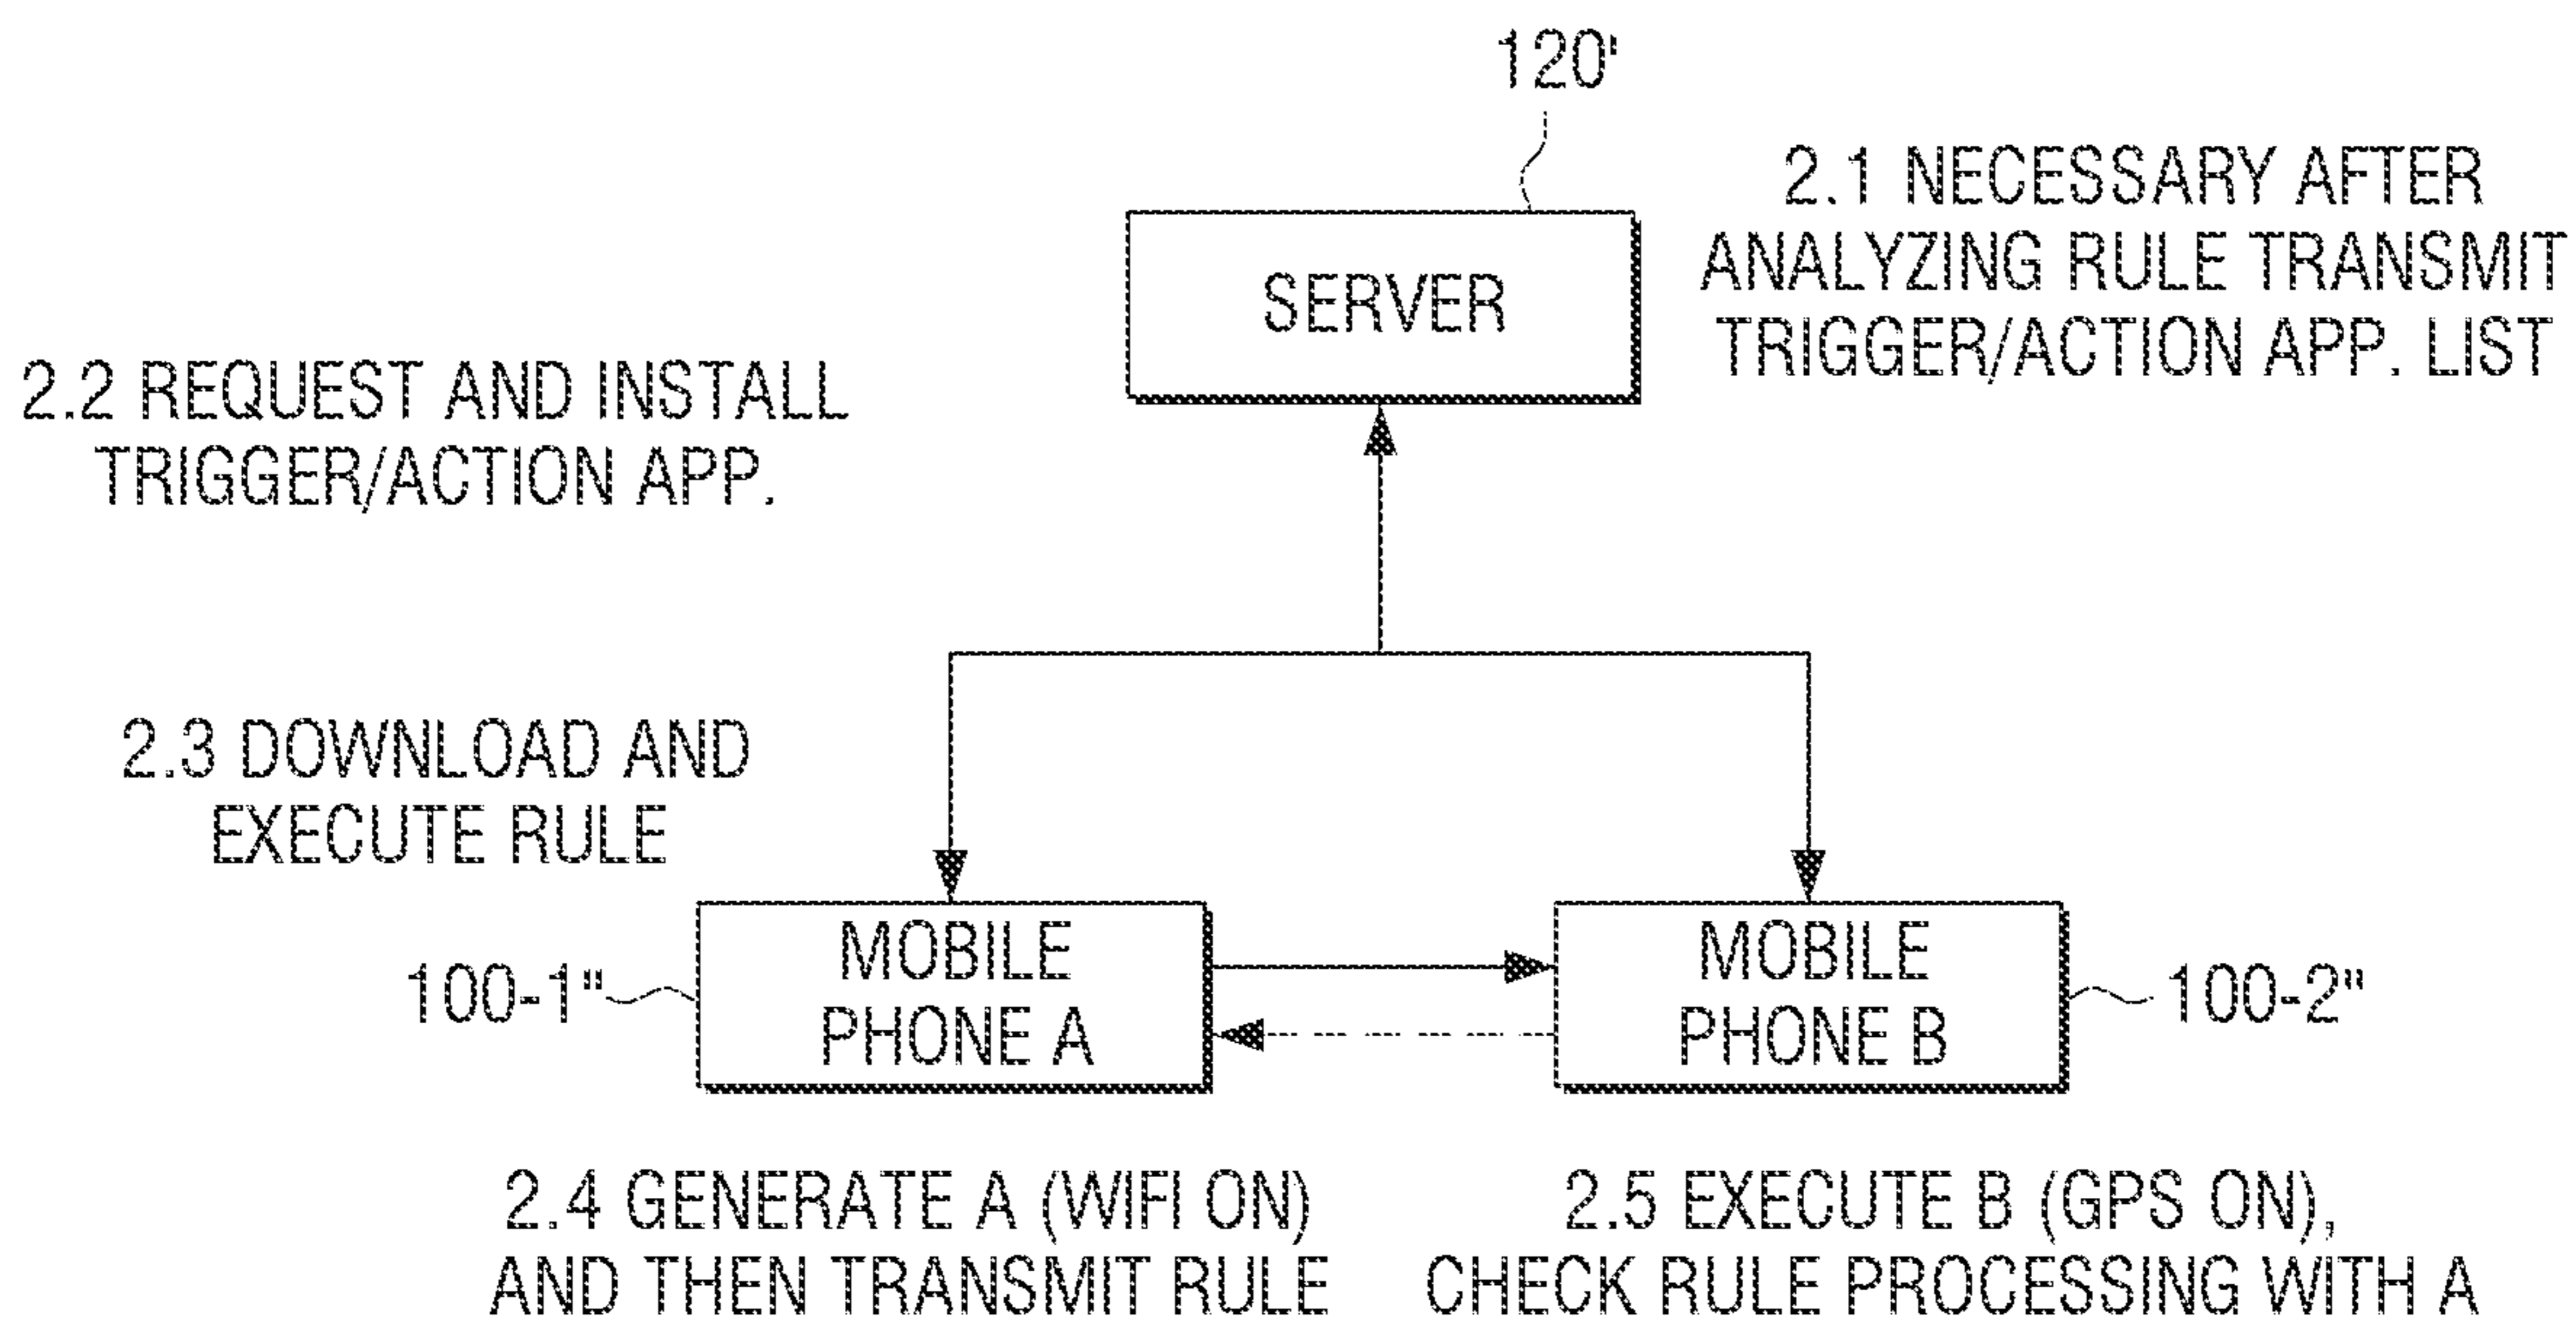 120'
2.1 NECESSARY AFTER
ANALYZING RULE TRANSMIT
TRIGGER/ACTION APP. LIST
SERVER
2.2 REQUEST AND INSTALL
TRIGGER/ACTION APP.
2.3 DOWNLOAD AND
EXECUTE RULE
100-1"
MOBILE
PHONE A
MOBILE
PHONE B
100-2"
2.4 GENERATE A (WIFI ON)
AND THEN TRANSMIT RULE
2.5 EXECUTE B (GPS ON),
CHECK RULE PROCESSING WITH A